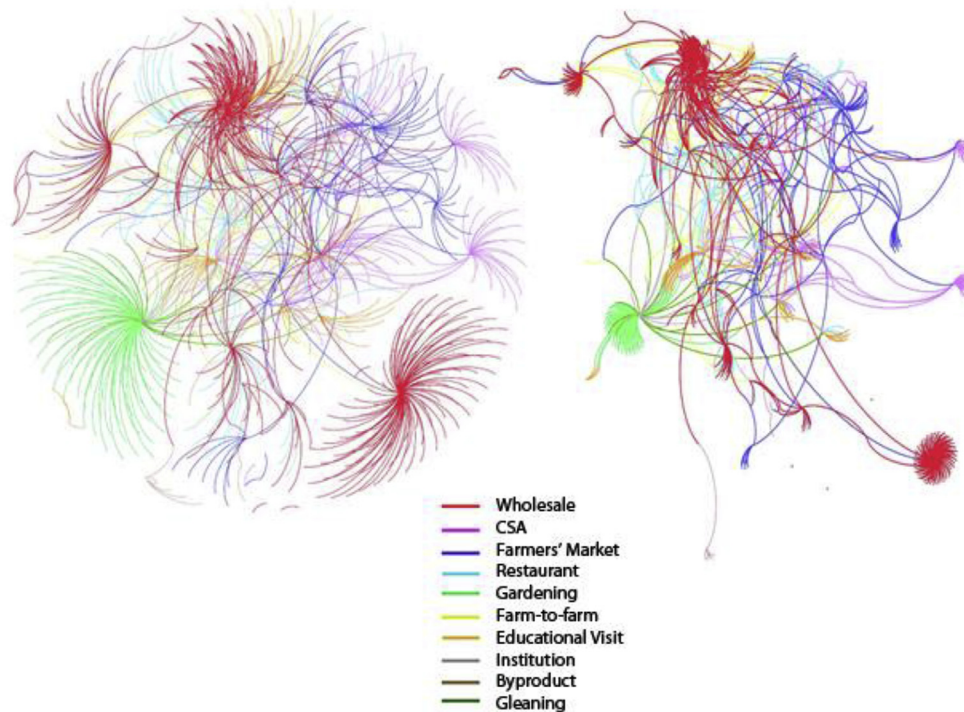 Wholesale
CSA
Farmers' Market
Restaurant
Gardening
Farm-to-farm
Educational Visit
Institution
Byproduct
Gleaning